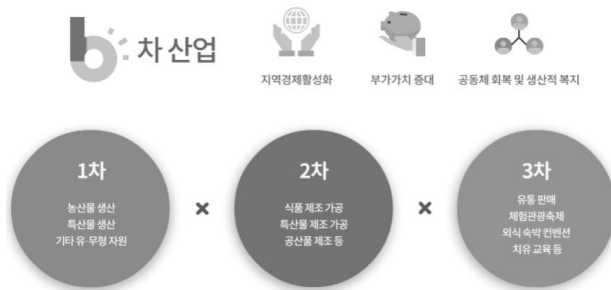 6차 산업
지역경제활성화
부가가치 증대
공동체 회복 및 생산적 복지
1차
농산물 생산
특산물 생산
기타 유·무형 자원
×
2차
식품 제조 가공
특산물 제조 가공
공산품 제조 등
×
3차
유통 판매
체험관광축제
외식 숙박 컨벤션
치유 교육 등